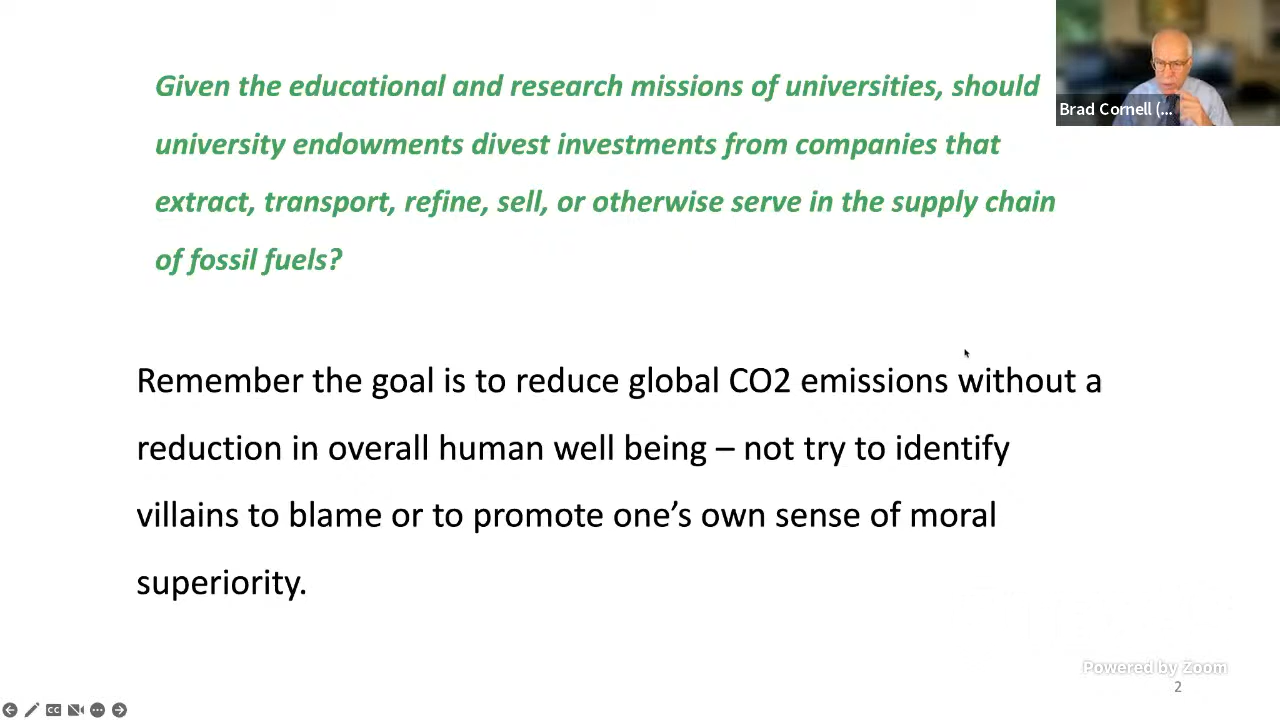 Given the educational and research missions of universities, should
university endowments divest investments from companies that
extract, transport, refine, sell, or otherwise serve in the supply chain
of fossil fuels?
Brad Cornell (...
Remember the goal is to reduce global CO2 emissions without a
reduction in overall human well being – not try to identify
villains to blame or to promote one's own sense of moral
superiority.
Powered by Zoom
2
CC